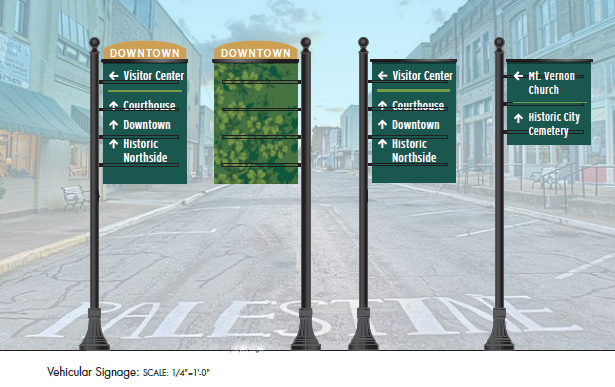 DOWNTOWN
← Visitor Center
↑ Courthouse
↑ Downtown
↑ Historic
Northside
DOWNTOWN
← Visitor Center
↑ Courthouse
↑ Downtown
↑ Historic
Northside
← Mt. Vernon
Church
↑ Historic City
Cemetery
PALESTINE
Vehicular Signage: SCALE: 1/4"=1'-0"